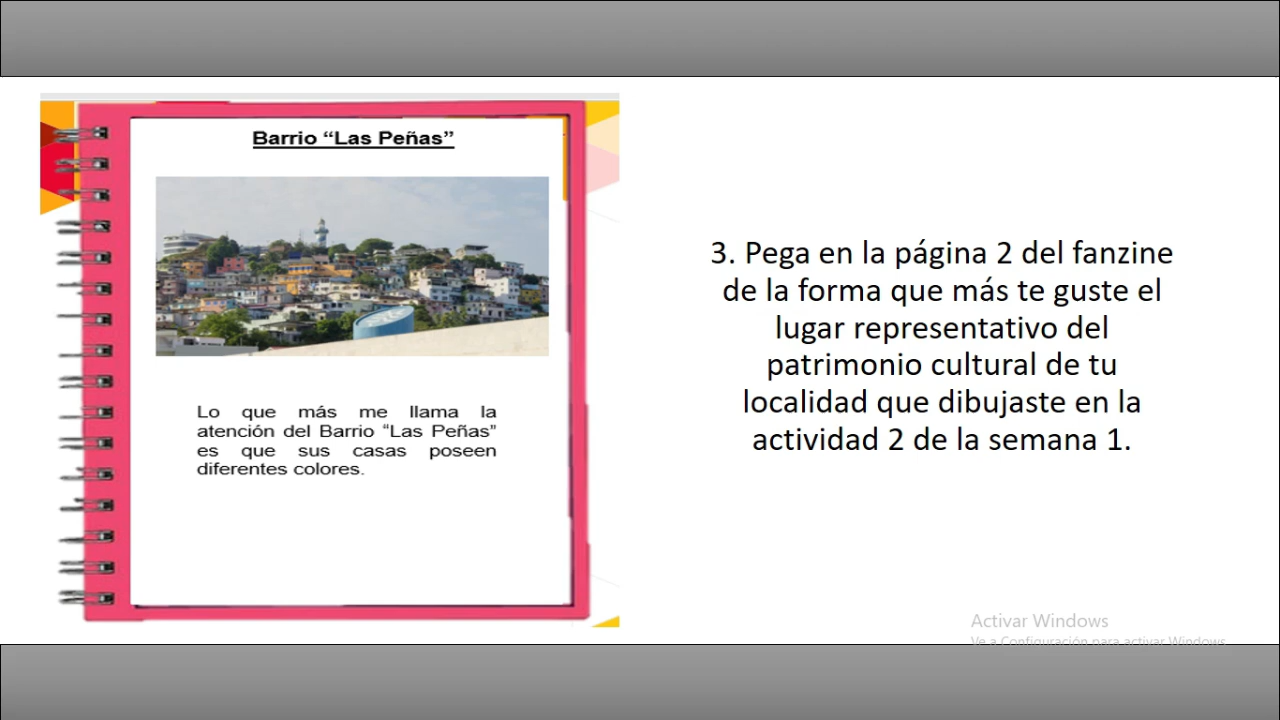 Barrio “Las Peñas”
Lo que más me llama la
atención del Barrio “Las Peñas”
es que sus casas poseen
diferentes colores.
3. Pega en la página 2 del fanzine
de la forma que más te guste el
lugar representativo del
patrimonio cultural de tu
localidad que dibujaste en la
actividad 2 de la semana 1.
Activar Windows
Ve a Configuración para activar Windows.